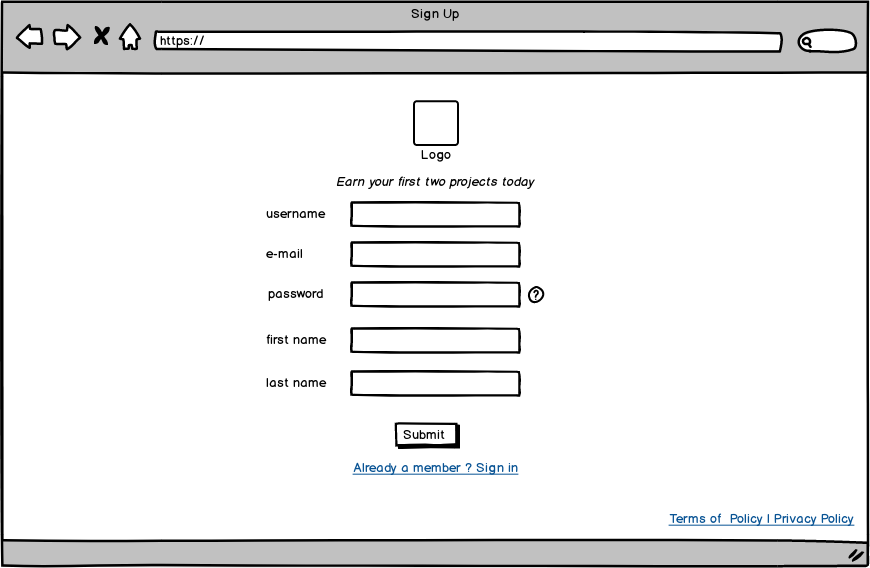 Sign Up
https://
Logo
Earn your first two projects today
username
e-mail
password ?
first name
last name
Submit
Already a member ? Sign in
Terms of Policy | Privacy Policy